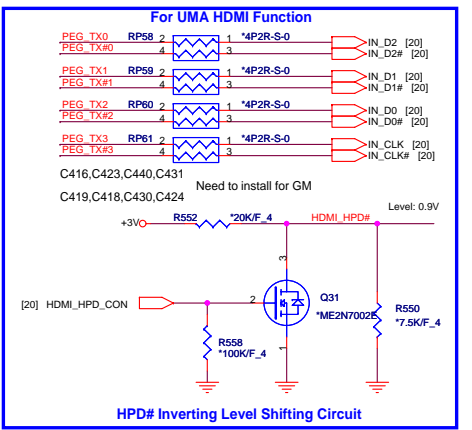 For UMA HDMI Function
PEG_TX0 2 RP58 1 *4P2R-S-0 IN_D2 [20]
PEG_TX#0 4 3 IN_D2# [20]
PEG_TX1 2 RP59 1 *4P2R-S-0 IN_D1 [20]
PEG_TX#1 4 3 IN_D1# [20]
PEG_TX2 2 RP60 1 *4P2R-S-0 IN_D0 [20]
PEG_TX#2 4 3 IN_D0# [20]
PEG_TX3 2 RP61 1 *4P2R-S-0 IN_CLK [20]
PEG_TX#3 4 3 IN_CLK# [20]
C416,C423,C440,C431
Need to install for GM
C419,C418,C430,C424
Level: 0.9V
+3V R552 *20K/F_4 HDMI_HPD#
3
[20] HDMI_HPD_CON 2 Q31
*ME2N7002E
1
R550
*7.5K/F_4
R558
*100K/F_4
HPD# Inverting Level Shifting Circuit